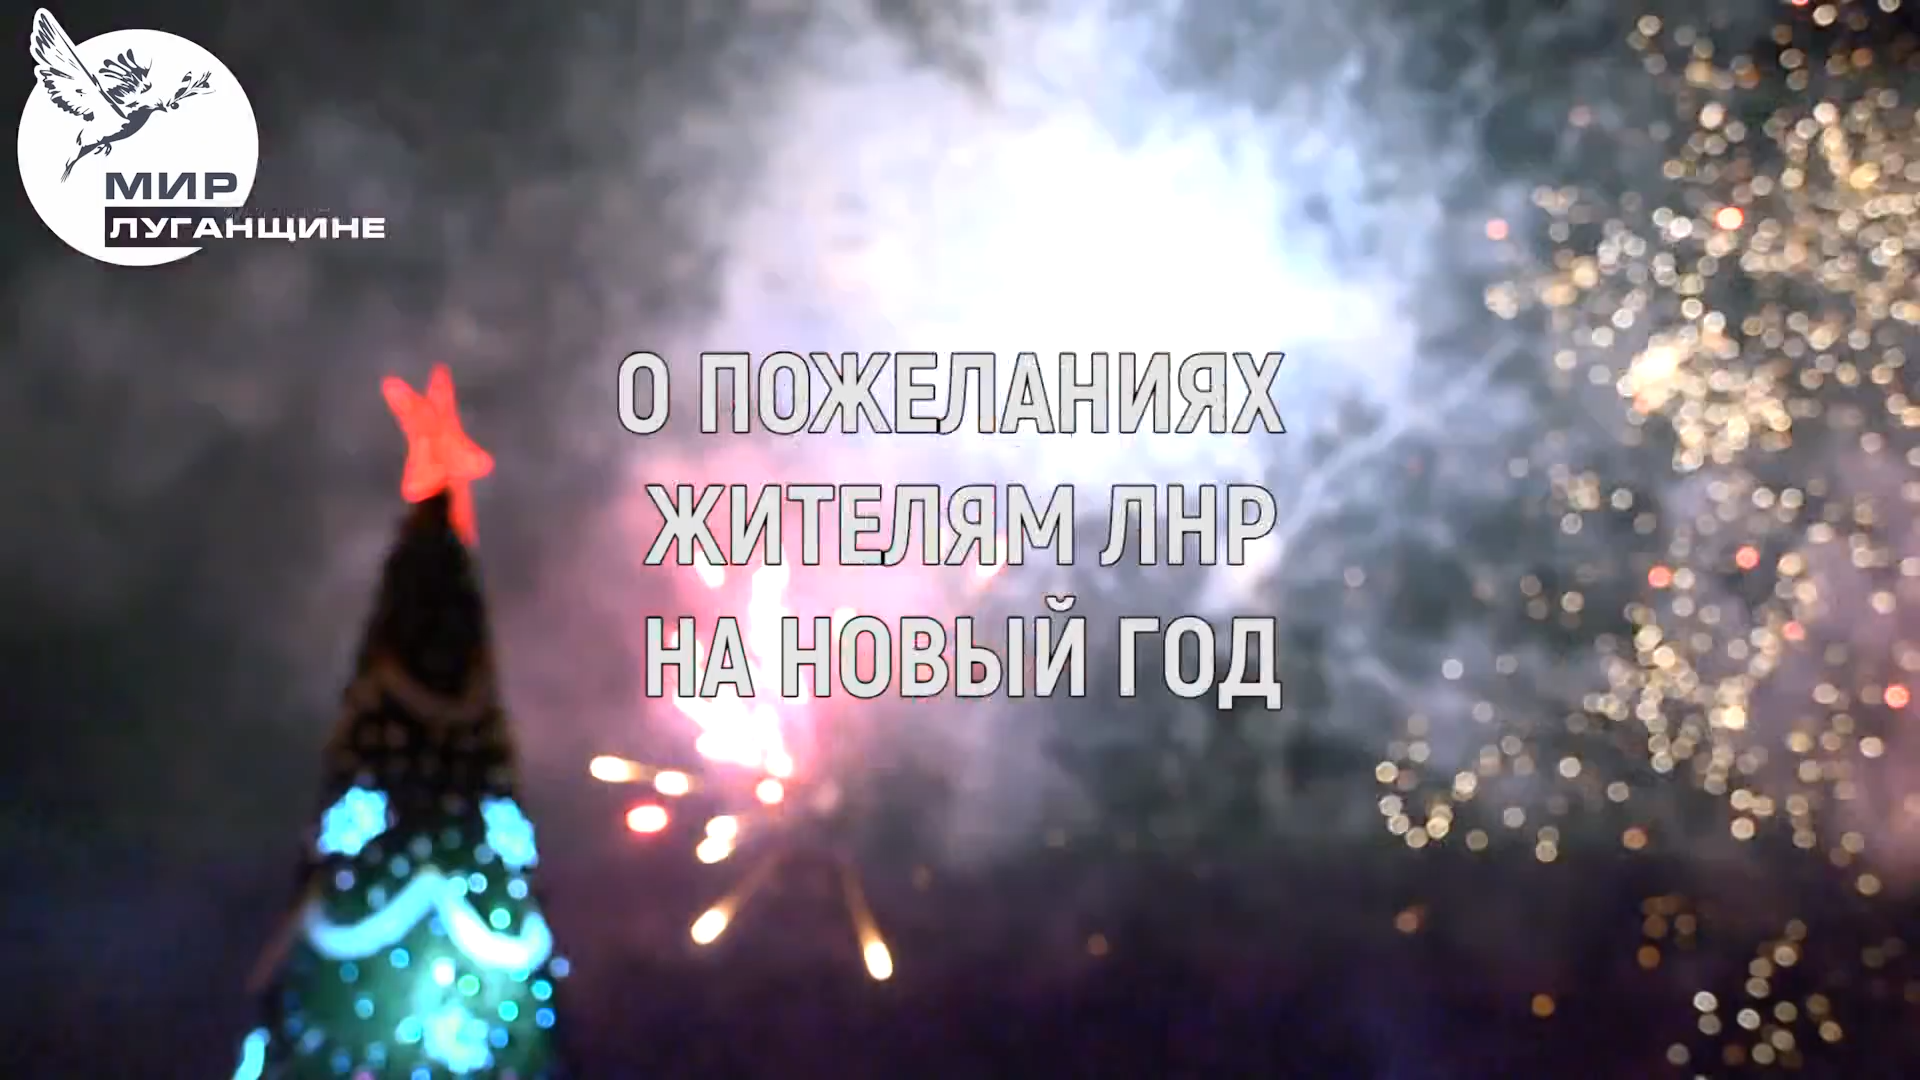 МИР
ЛУГАНЩИНЕ
О ПОЖЕЛАНИЯХ
ЖИТЕЛЯМ ЛНР
НА НОВЫЙ ГОД